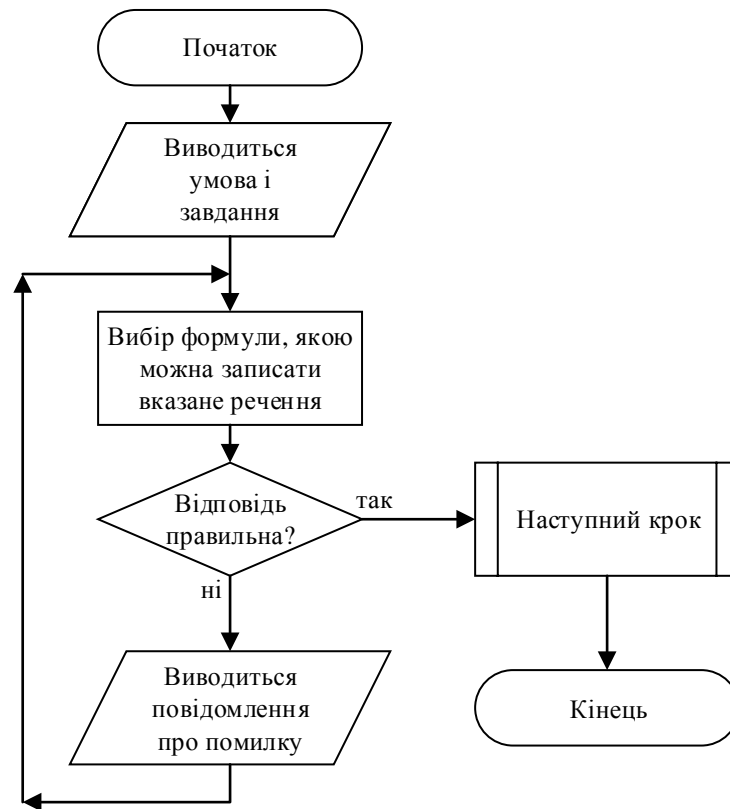 Початок
Виводиться
умова і
завдання
Вибір формули, якою
можна записати
вказане речення
Відповідь
правильна?
так
Наступний крок
ні
Виводиться
повідомлення
про помилку
Кінець